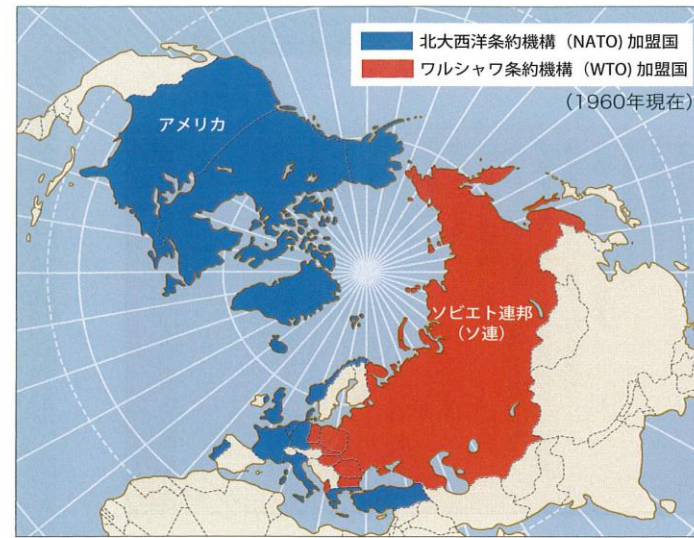 北大西洋条約機構（NATO）加盟国
ワルシャワ条約機構（WTO）加盟国
（1960年現在）
アメリカ
ソビエト連邦
（ソ連）